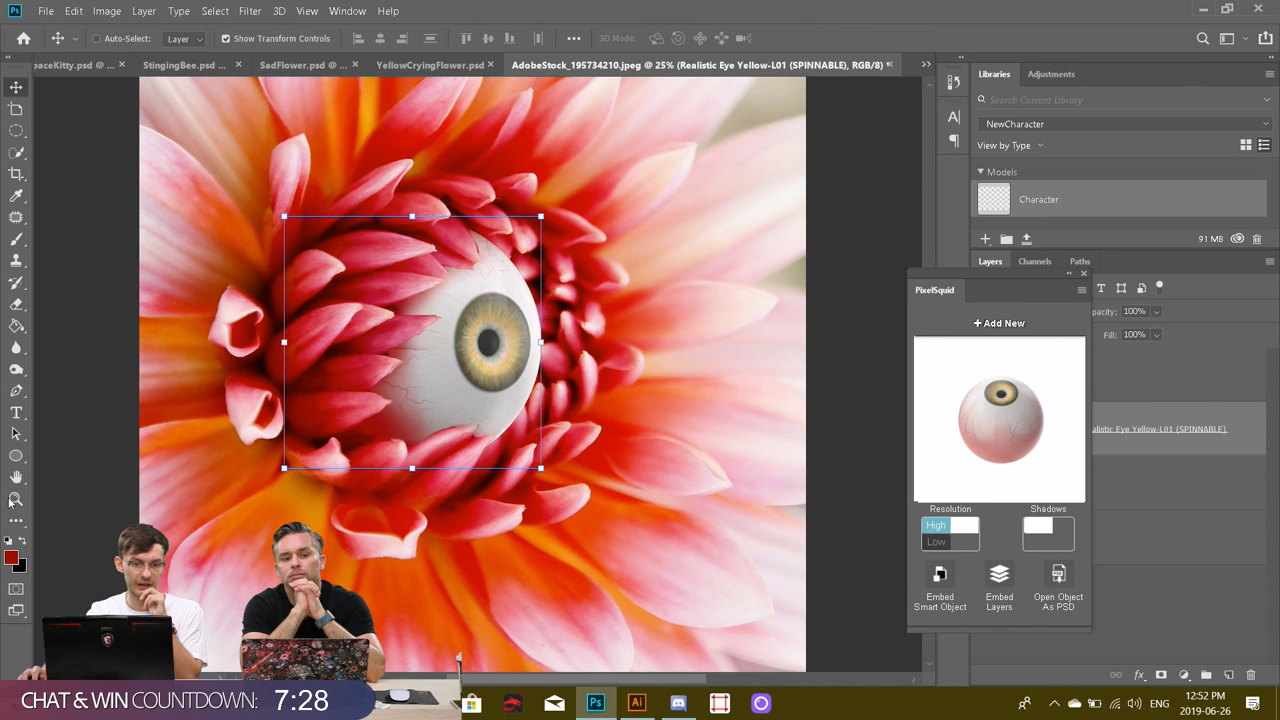 Ps File Edit Image Layer Type Select Filter 3D View Window Help
Auto-Select: Layer Show Transform Controls 3D Mode:
paceKitty.psd @ ... StingingBee.psd ... SadFlower.psd @ ... YellowCryingFlower.psd AdobeStock_195734210.jpeg @ 25% (Realistic Eye Yellow-L01 (SPINNABLE), RGB/8) *
Libraries Adjustments
Search Current Library
NewCharacter
View by Type
Models
Character
91 MB
Layers Channels Paths
PixelSquid
pacity: 100%
Add New
Fill: 100%
alistic Eye Yellow-L01 (SPINNABLE)
Resolution Shadows
High
Low
Embed Smart Object
Embed Layers
Open Object As PSD
CHAT & WIN COUNTDOWN: 7:28
Ps Ai
12:52 PM
2019-06-26